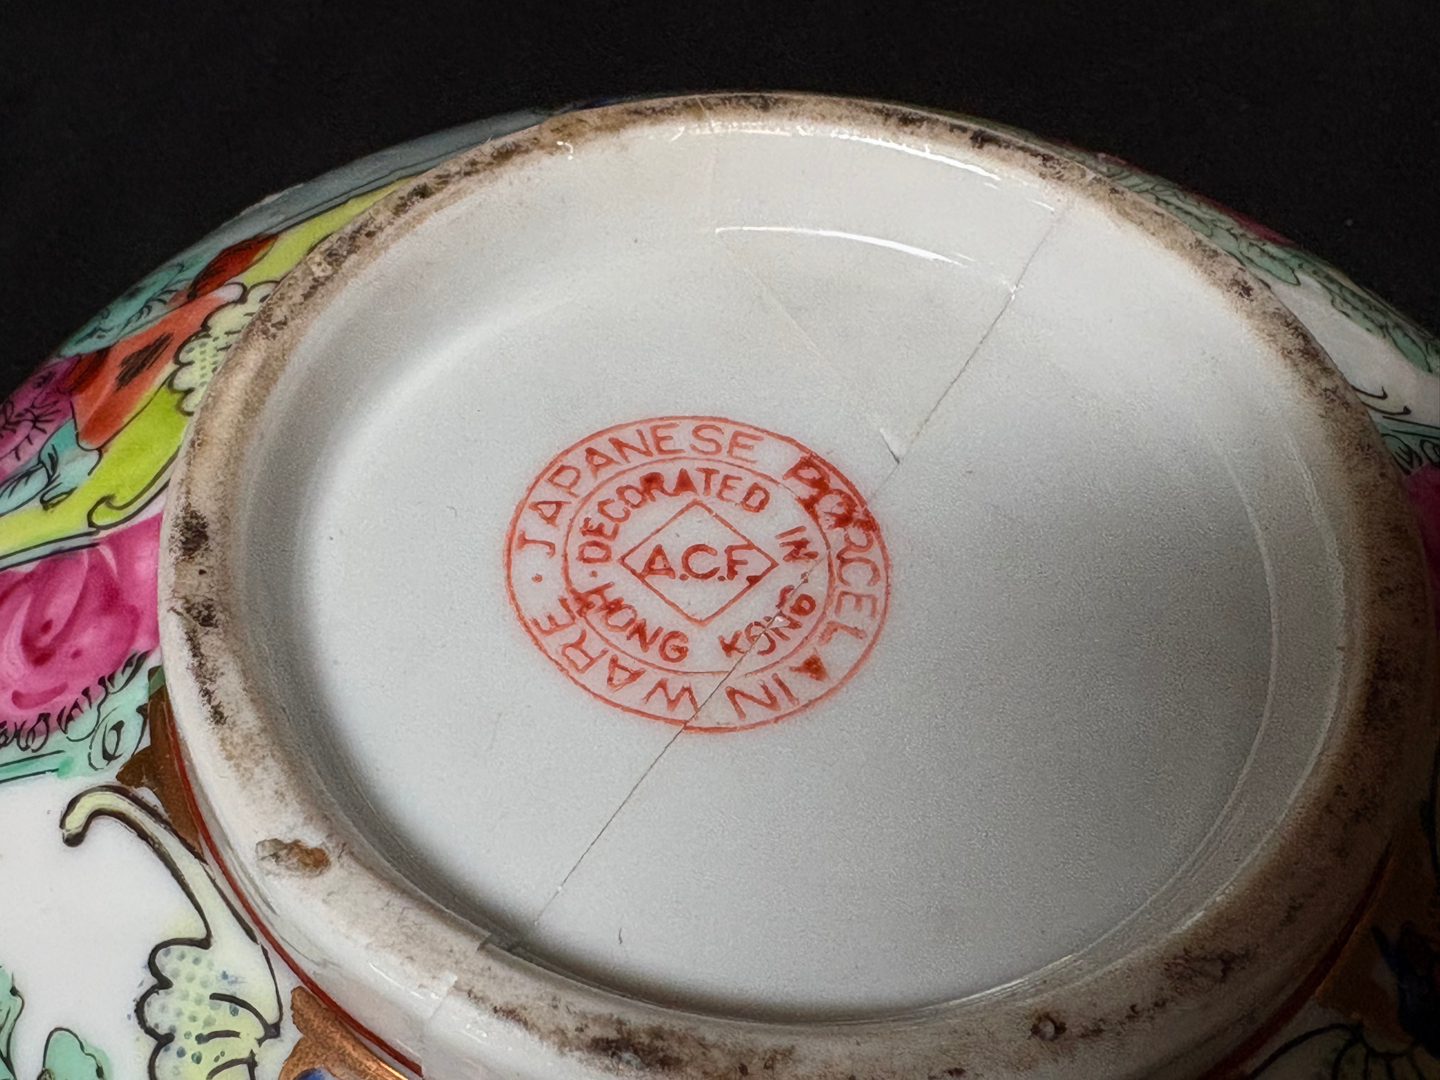 JAPANESE PORCELAIN WARE
DECORATED IN
HONG KONG
A.C.F.